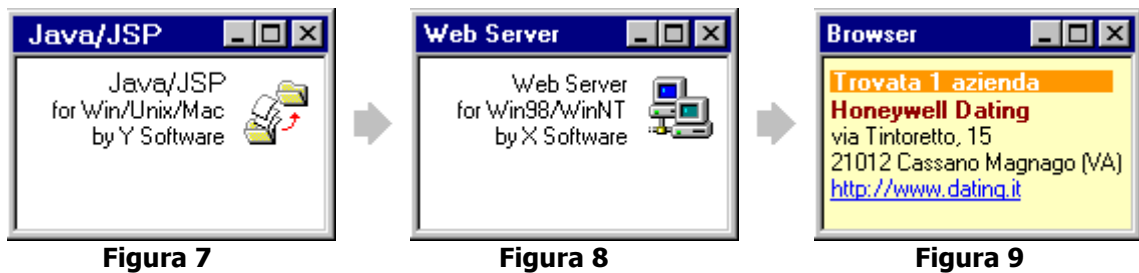 Java/JSP
Java/JSP
for Win/Unix/Mac
by Y Software
Figura 7
Web Server
Web Server
for Win98/WinNT
by X Software
Figura 8
Browser
Trovata 1 azienda
Honeywell Dating
via Tintoretto, 15
21012 Cassano Magnago (VA)
http://www.dating.it
Figura 9